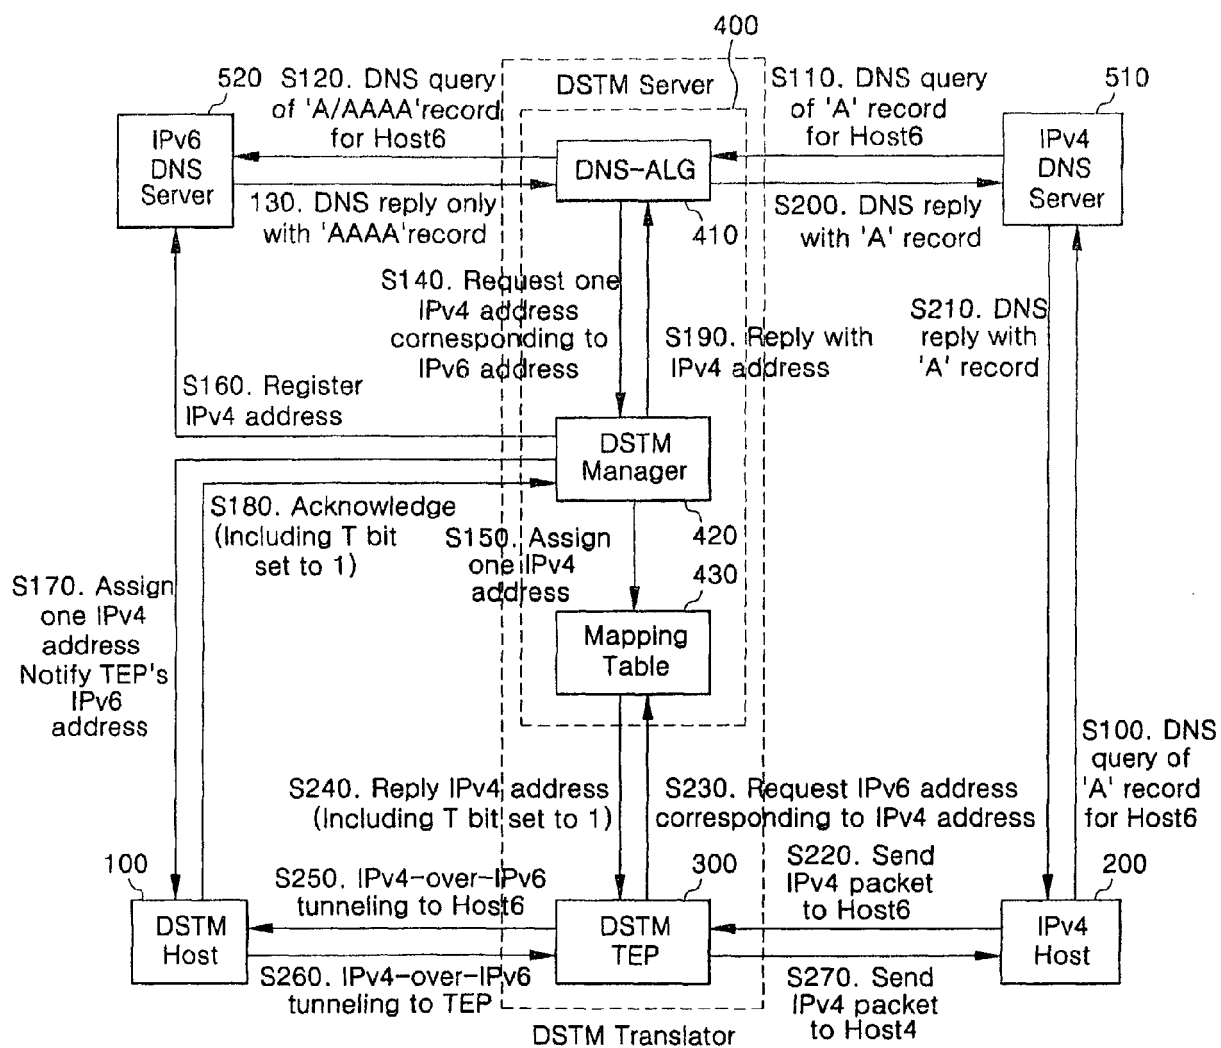 400
520
S120. DNS query
of 'A/AAAA'record
for Host6
DSTM Server
S110. DNS query
of 'A' record
for Host6
510
IPv6
DNS
Server
DNS-ALG
IPv4
DNS
Server
130. DNS reply only
with 'AAAA'record
410
S200. DNS reply
with 'A' record
S140. Request one
IPv4 address
corresponding to
IPv6 address
S190. Reply with
IPv4 address
S210. DNS
reply with
'A' record
S160. Register
IPv4 address
DSTM
Manager
S180. Acknowledge
(Including T bit
set to 1)
420
S150. Assign
one IPv4
address
430
S170. Assign
one IPv4
address
Notify TEP's
IPv6
address
Mapping
Table
S100. DNS
query of
'A' record
for Host6
S240. Reply IPv4 address
(Including T bit set to 1)
S230. Request IPv6 address
corresponding to IPv4 address
100
S250. IPv4-over-IPv6
tunneling to Host6
300
S220. Send
IPv4 packet
to Host6
200
DSTM
Host
DSTM
TEP
IPv4
Host
S260. IPv4-over-IPv6
tunneling to TEP
S270. Send
IPv4 packet
to Host4
DSTM Translator